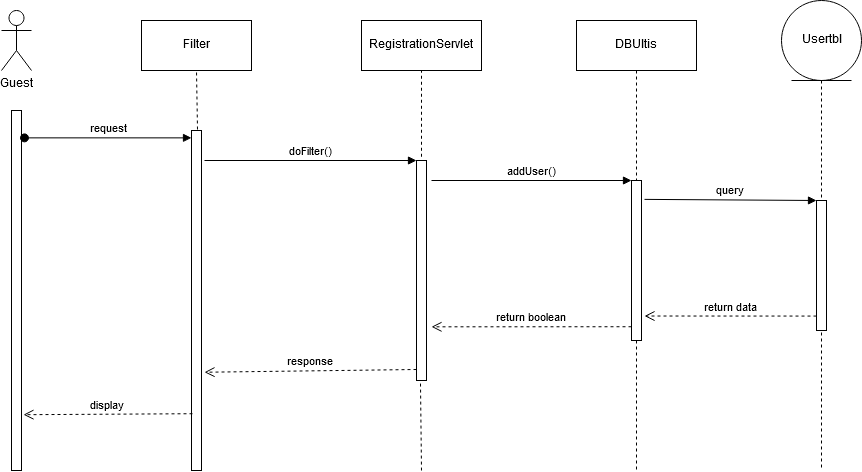 Guest
Filter
RegistrationServlet
DBUltis
Usertbl
request
doFilter()
addUser()
query
return data
return boolean
response
display